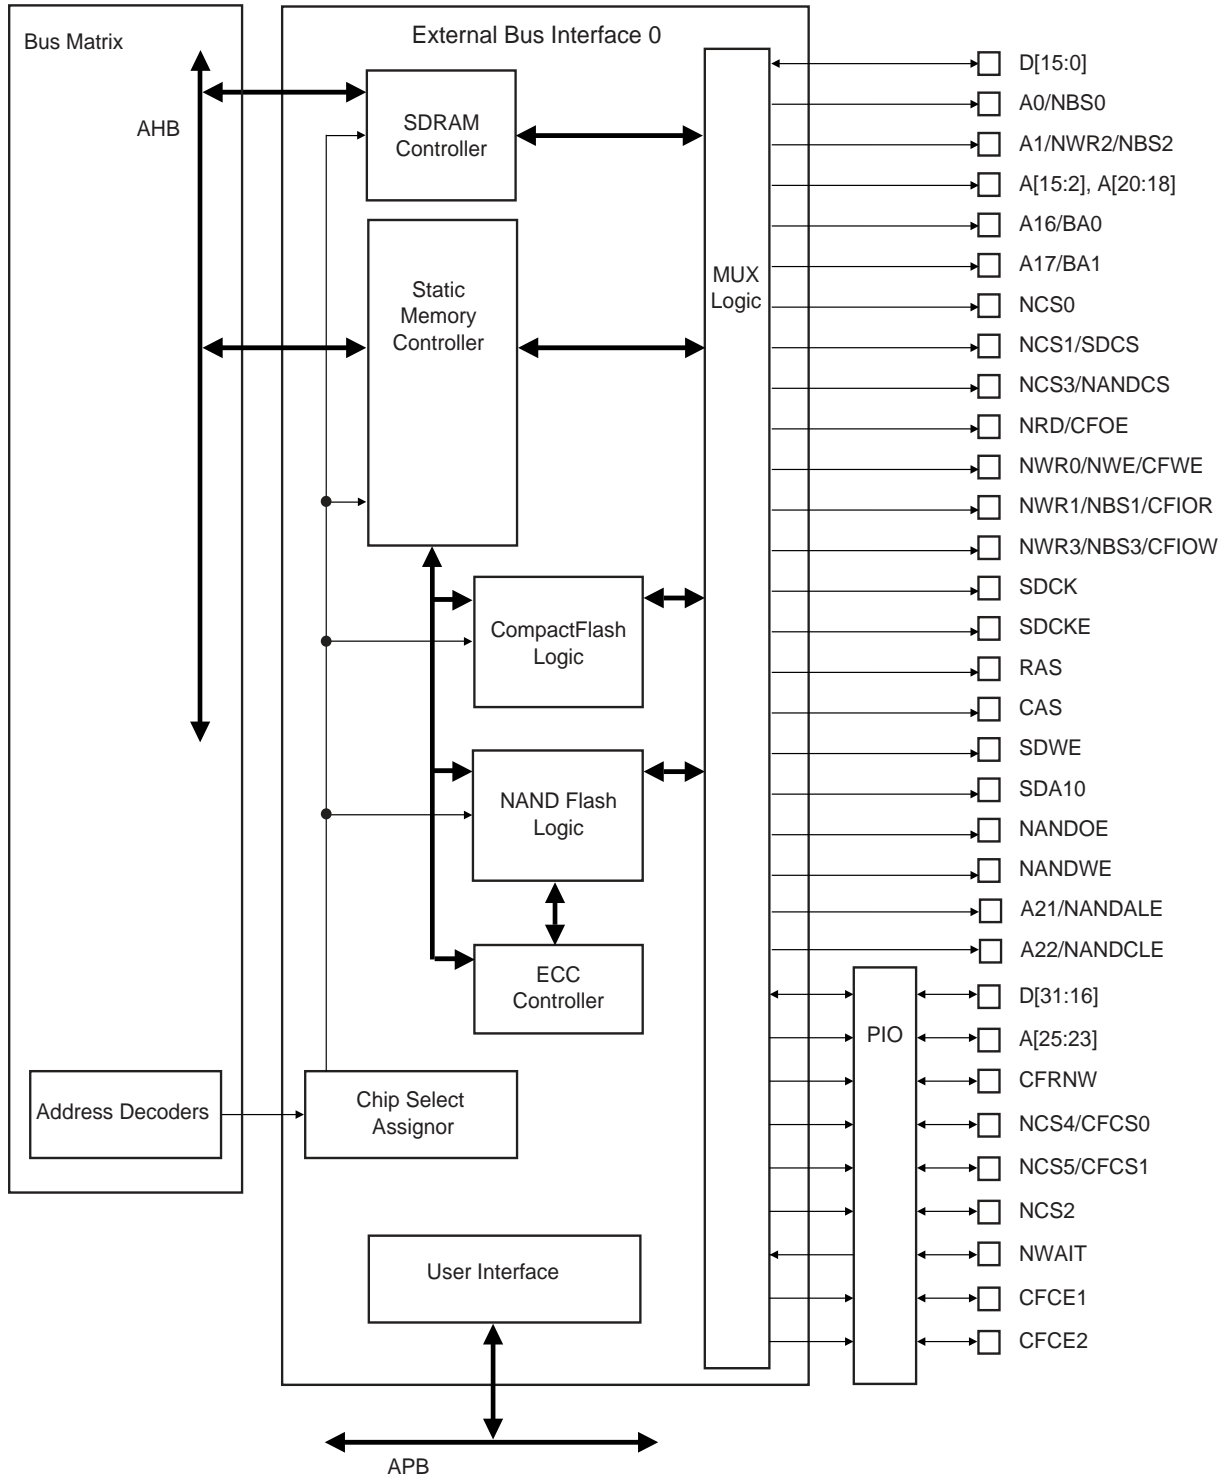 Bus Matrix
External Bus Interface 0
AHB
SDRAM
Controller
Static
Memory
Controller
MUX
Logic
CompactFlash
Logic
NAND Flash
Logic
ECC
Controller
Address Decoders
Chip Select
Assignor
User Interface
APB
PIO
D[15:0]
A0/NBS0
A1/NWR2/NBS2
A[15:2], A[20:18]
A16/BA0
A17/BA1
NCS0
NCS1/SDCS
NCS3/NANDCS
NRD/CFOE
NWR0/NWE/CFWE
NWR1/NBS1/CFIOR
NWR3/NBS3/CFIOW
SDCK
SDCKE
RAS
CAS
SDWE
SDA10
NANDOE
NANDWE
A21/NANDALE
A22/NANDCLE
D[31:16]
A[25:23]
CFRNW
NCS4/CFCS0
NCS5/CFCS1
NCS2
NWAIT
CFCE1
CFCE2